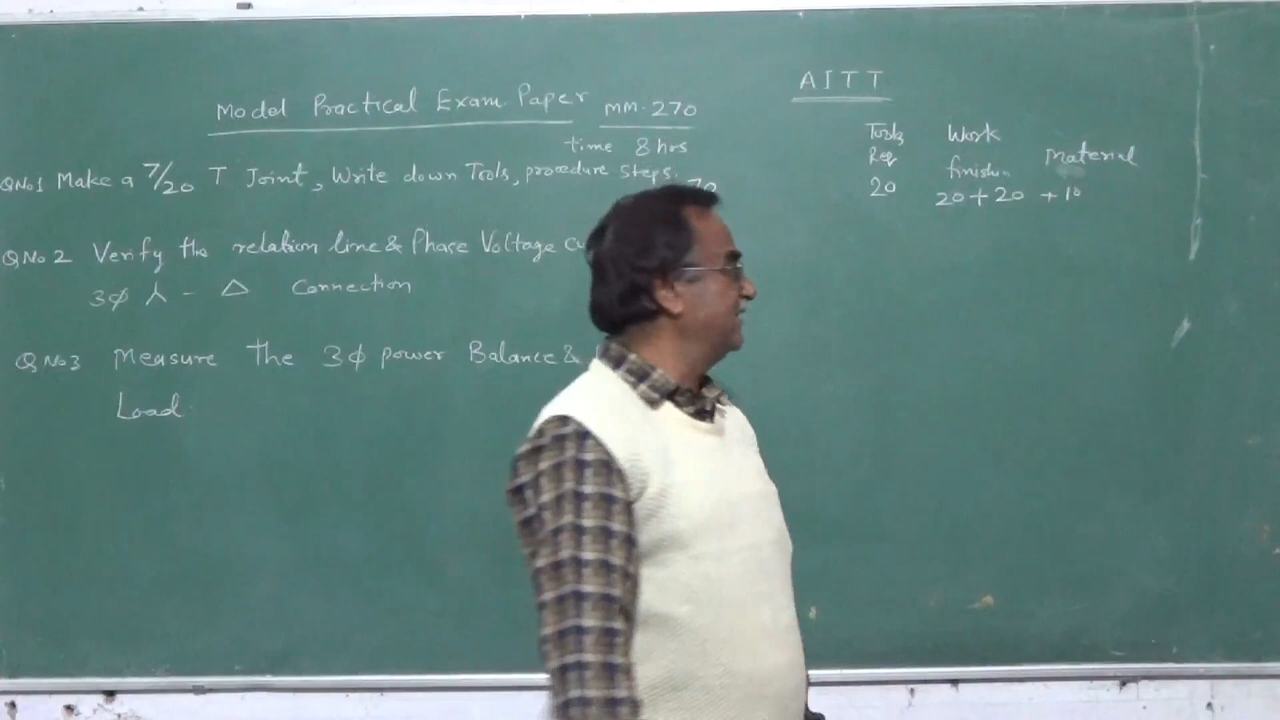 Model Practical Exam. Paper MM. 270
time 8 hrs
QNo1 Make a 7/20 T Joint, Write down Tools, procedure Steps.
70
QNo 2 Verify the relation line & Phase Voltage
3φ ⅄ - △ Connection
QNo3 Measure The 3φ power Balance &
Load
AITT
Tools Work
Req finish Material
20 20 + 20 + 10